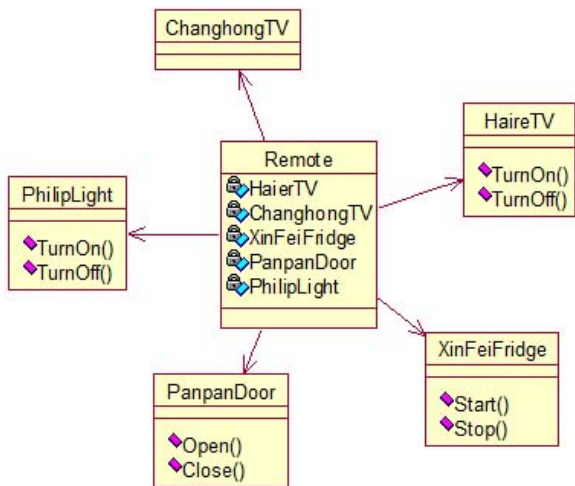 ChanghongTV
HaireTV
TurnOn()
TurnOff()
Remote
HaierTV
ChanghongTV
XinFeiFridge
PanpanDoor
PhilipLight
PhilipLight
TurnOn()
TurnOff()
XinFeiFridge
Start()
Stop()
PanpanDoor
Open()
Close()